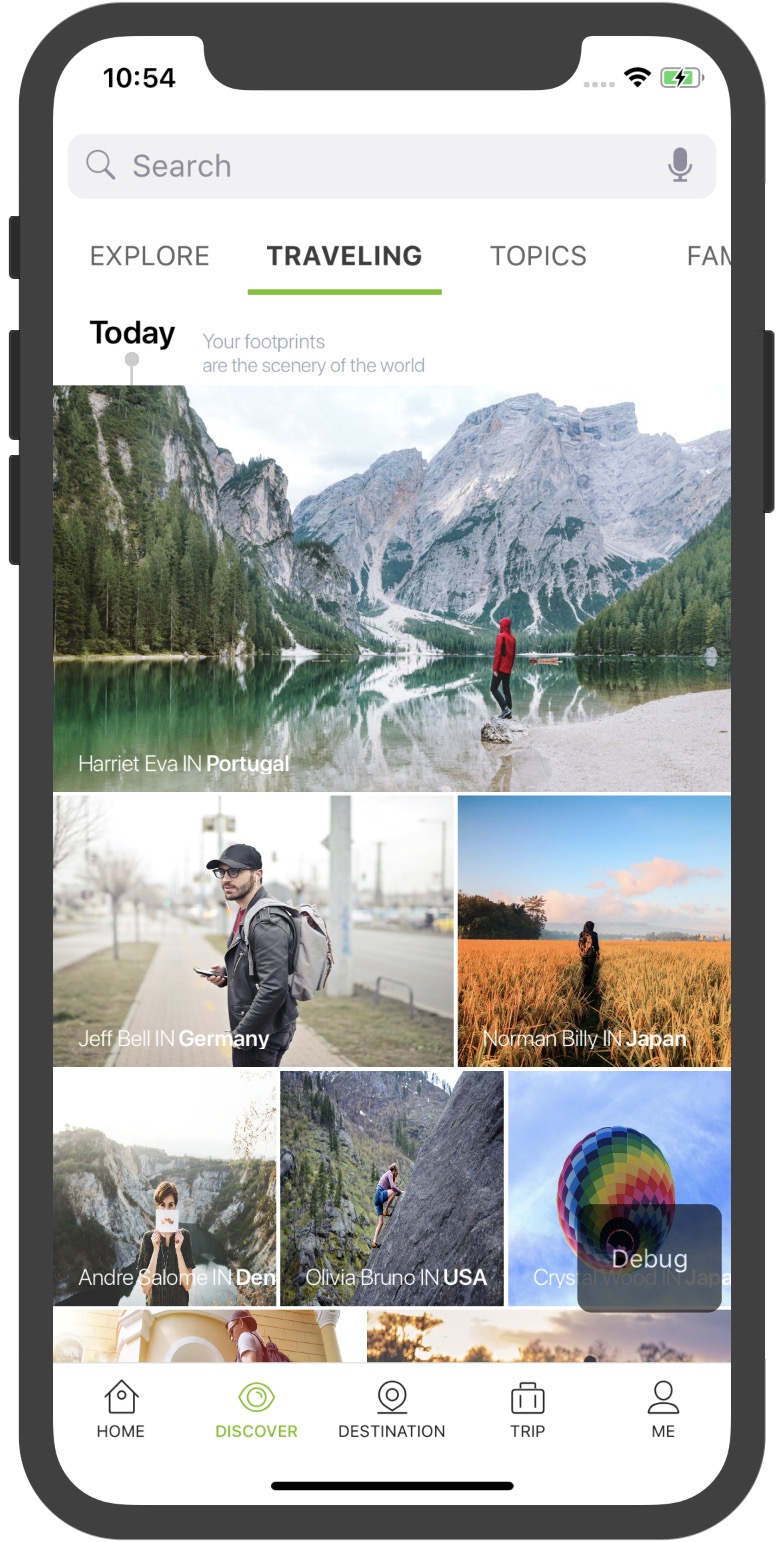 10:54
Search
EXPLORE TRAVELING TOPICS FAM
Today
Your footprints
are the scenery of the world
Harriet Eva IN Portugal
Jeff Bell IN Germany
Norman Billy IN Japan
Andre Salome IN Den
Olivia Bruno IN USA
Crystal Wood IN Japa
Debug
HOME DISCOVER DESTINATION TRIP ME